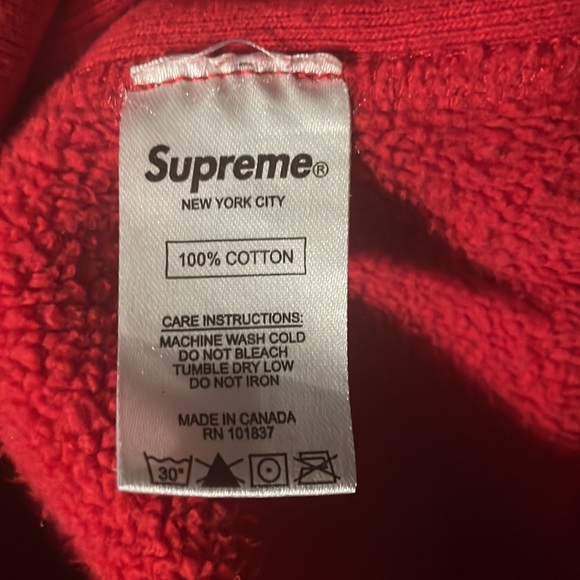 Supreme®
NEW YORK CITY
100% COTTON
CARE INSTRUCTIONS:
MACHINE WASH COLD
DO NOT BLEACH
TUMBLE DRY LOW
DO NOT IRON
MADE IN CANADA
RN 101837
30°